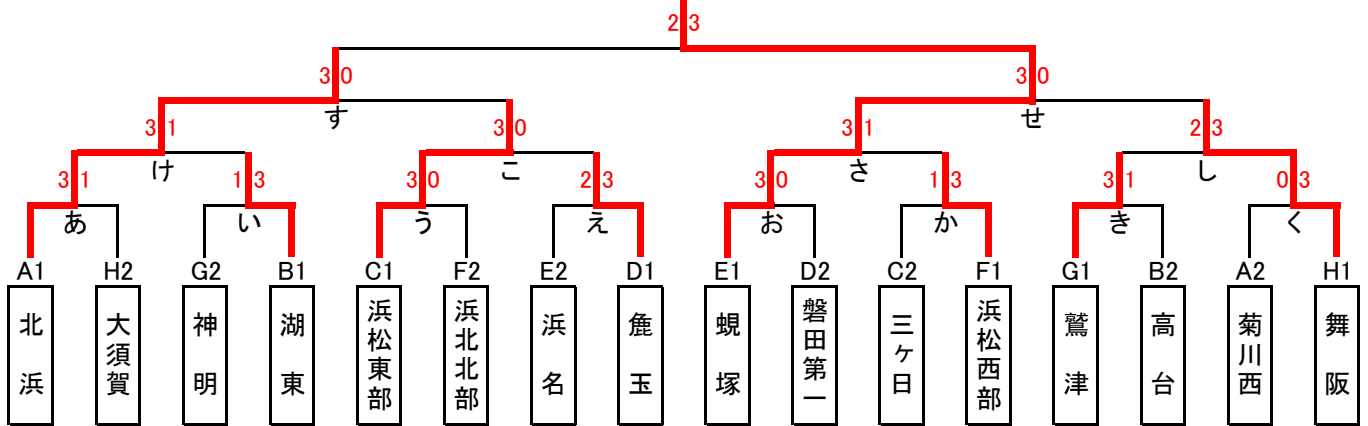 2 3
3 0 3 0
す せ
3 1 3 0 3 1 2 3
け こ さ し
3 1 1 3 3 0 2 3 3 0 1 3 3 1 0 3
あ い う え お か き く
A1 H2 G2 B1 C1 F2 E2 D1 E1 D2 C2 F1 G1 B2 A2 H1
北浜
大須賀
神明
湖東
浜松東部
浜北北部
浜名
麁玉
蜆塚
磐田第一
三ヶ日
浜松西部
鷲津
高台
菊川西
舞阪